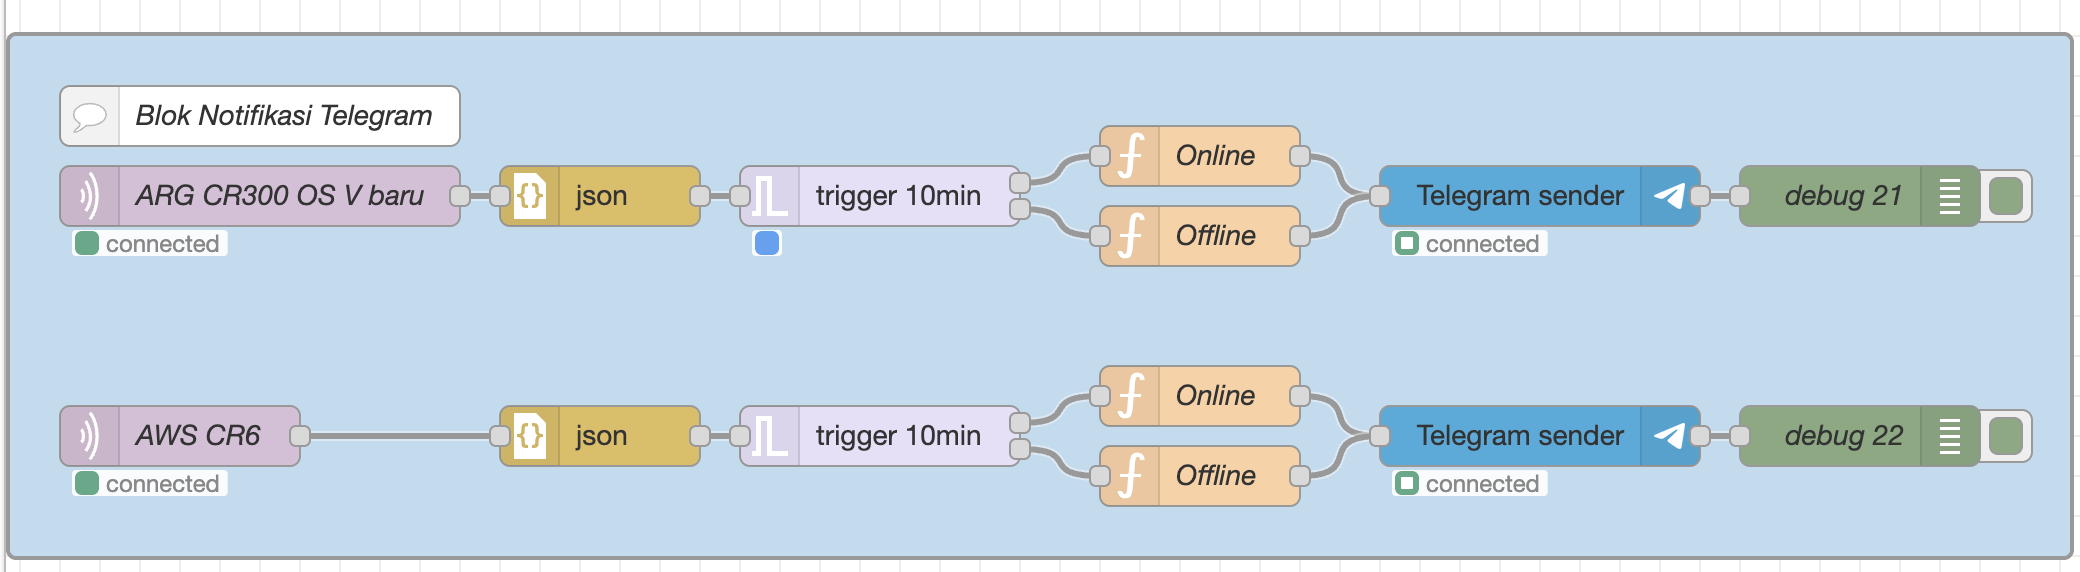 Blok Notifikasi Telegram
ARG CR300 OS V baru
connected
json
trigger 10min
Online
Offline
Telegram sender
connected
debug 21
AWS CR6
connected
json
trigger 10min
Online
Offline
Telegram sender
connected
debug 22